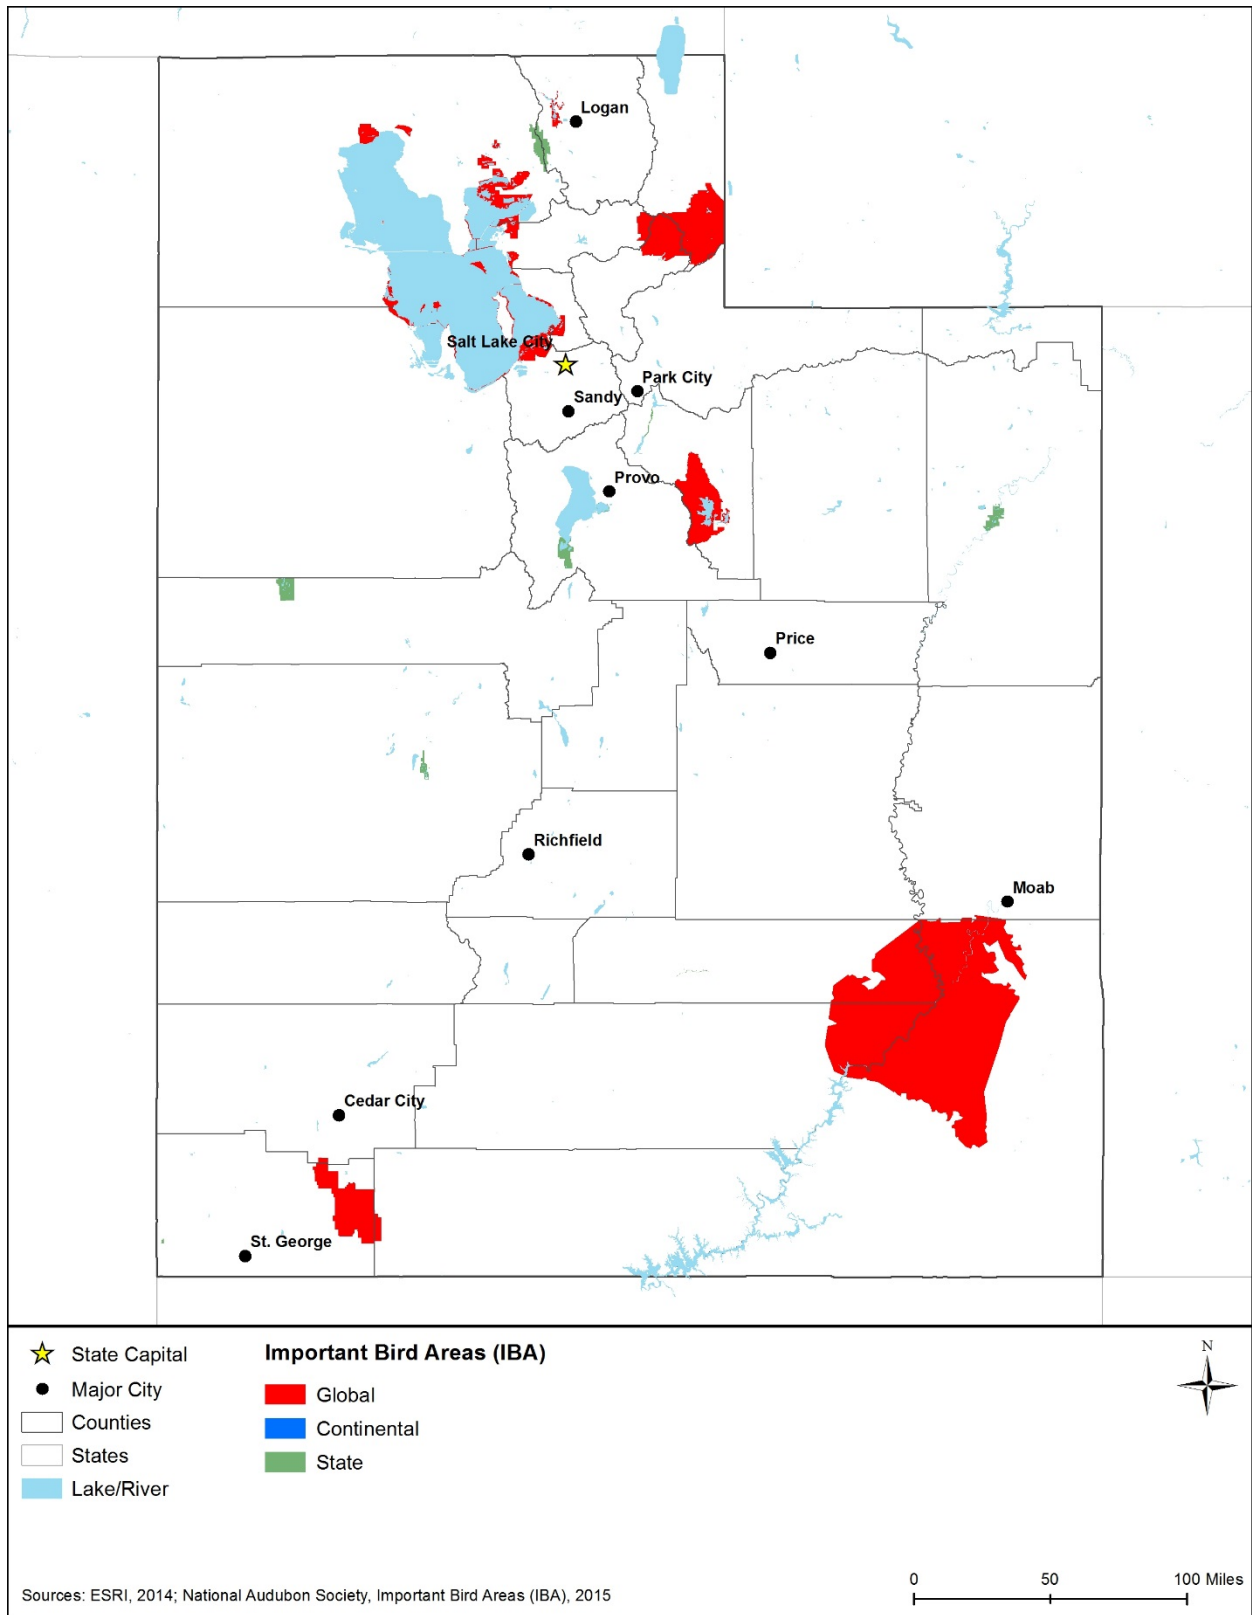 Logan
Salt Lake City
Park City
Sandy
Provo
Price
Richfield
Moab
Cedar City
St. George
State Capital
Major City
Counties
States
Lake/River
Important Bird Areas (IBA)
Global
Continental
State
N
Sources: ESRI, 2014; National Audubon Society, Important Bird Areas (IBA), 2015
0 50 100 Miles